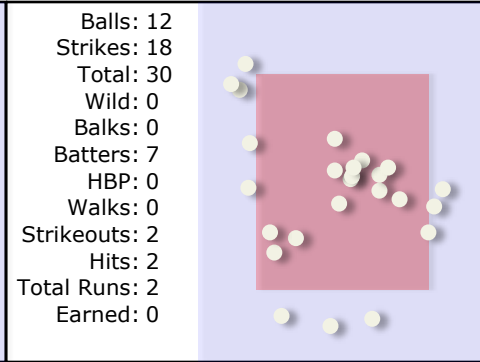 Balls: 12
Strikes: 18
Total: 30
Wild: 0
Balks: 0
Batters: 7
HBP: 0
Walks: 0
Strikeouts: 2
Hits: 2
Total Runs: 2
Earned: 0